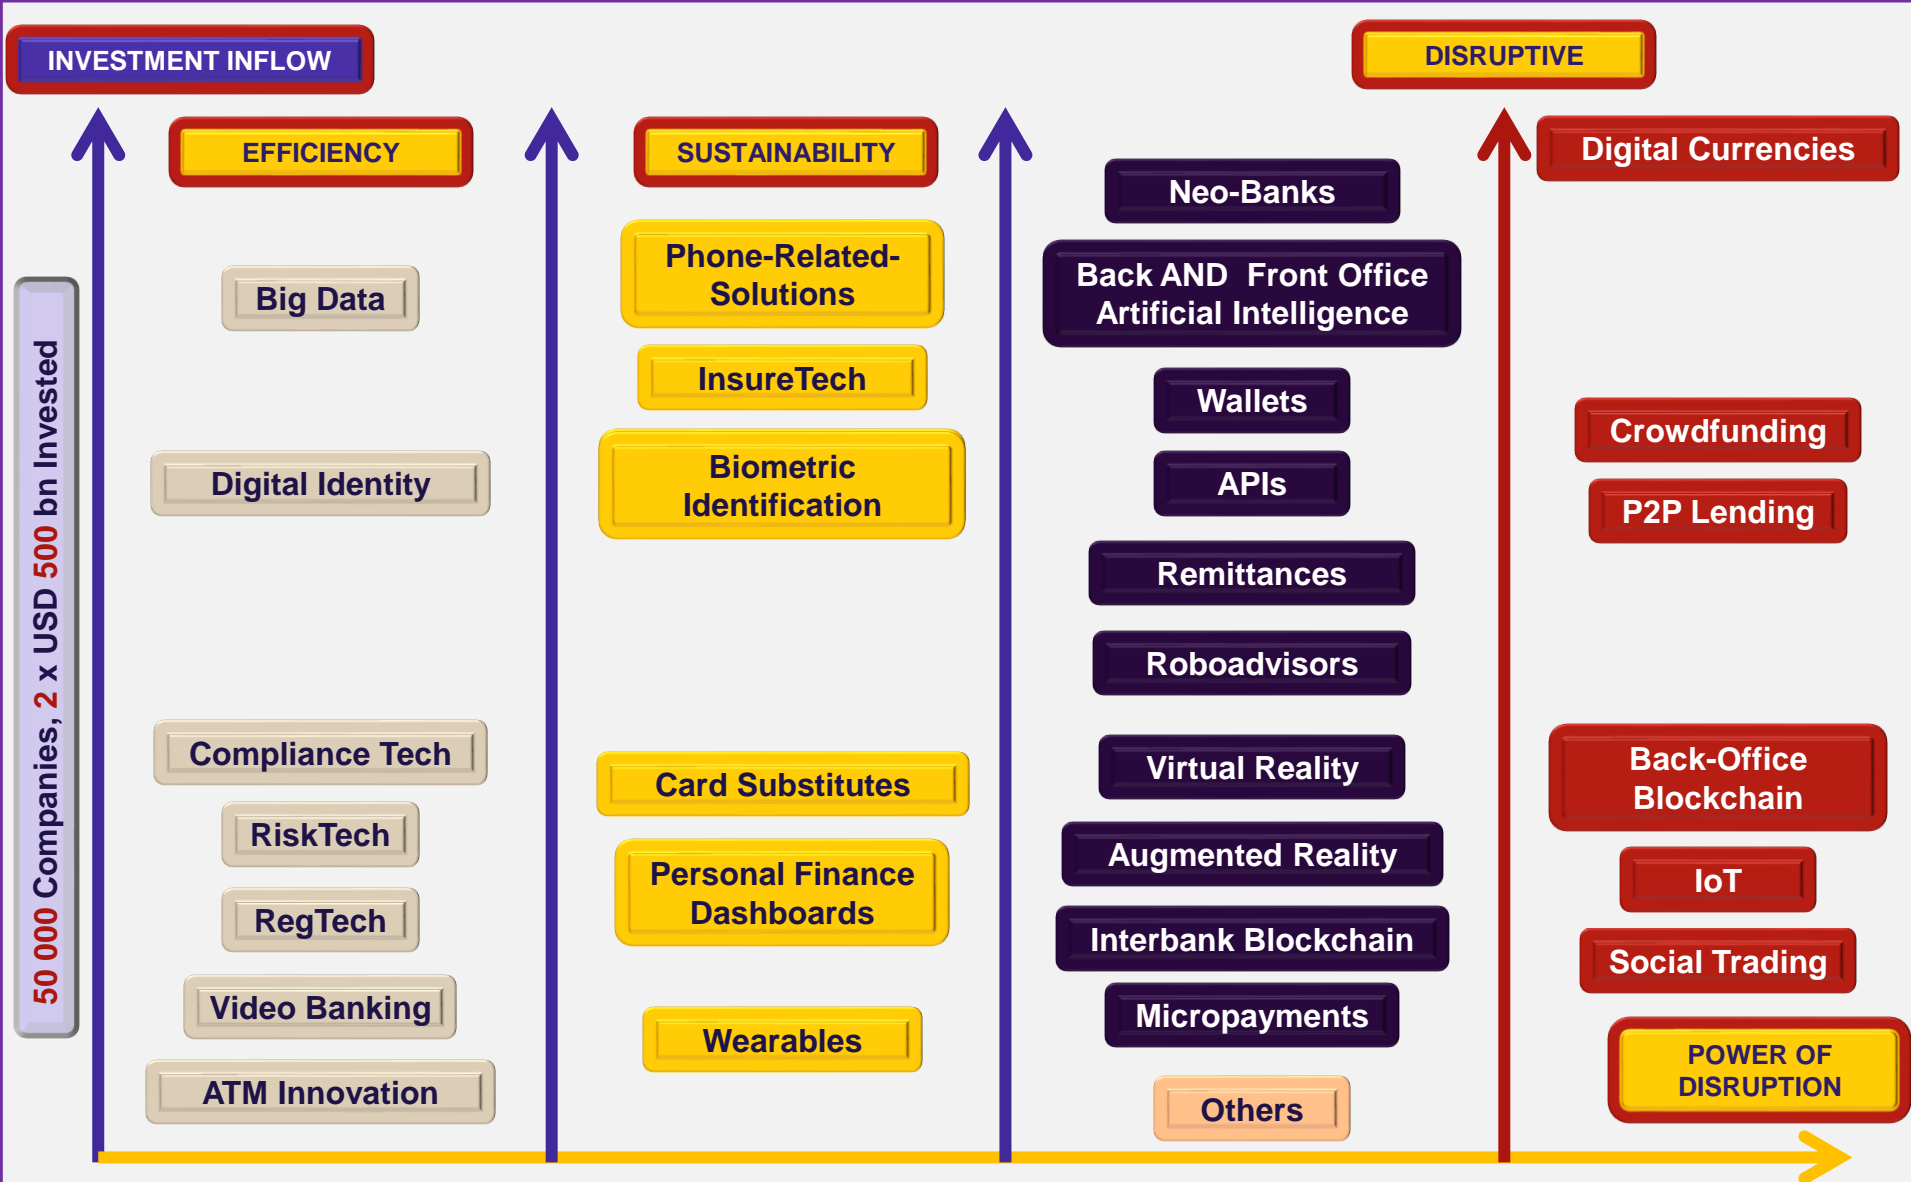 INVESTMENT INFLOW
DISRUPTIVE
EFFICIENCY
SUSTAINABILITY
50 000 Companies, 2 x USD 500 bn Invested
Big Data
Digital Identity
Compliance Tech
RiskTech
RegTech
Video Banking
ATM Innovation
Phone-Related-
Solutions
InsureTech
Biometric
Identification
Card Substitutes
Personal Finance
Dashboards
Wearables
Neo-Banks
Back AND  Front Office
Artificial Intelligence
Wallets
APIs
Remittances
Roboadvisors
Virtual Reality
Augmented Reality
Interbank Blockchain
Micropayments
Others
Digital Currencies
Crowdfunding
P2P Lending
Back-Office
Blockchain
IoT
Social Trading
POWER OF
DISRUPTION